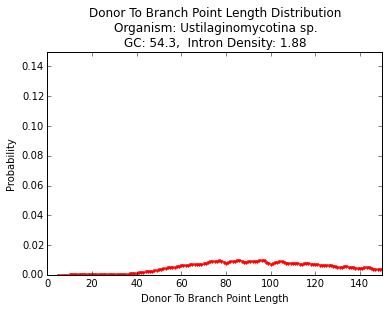 Donor To Branch Point Length Distribution
Organism: Ustilaginomycotina sp.
GC: 54.3,  Intron Density: 1.88
0.14
0.12
0.10
0.08
0.06
0.04
0.02
0.00
Probability
0 20 40 60 80 100 120 140
Donor To Branch Point Length